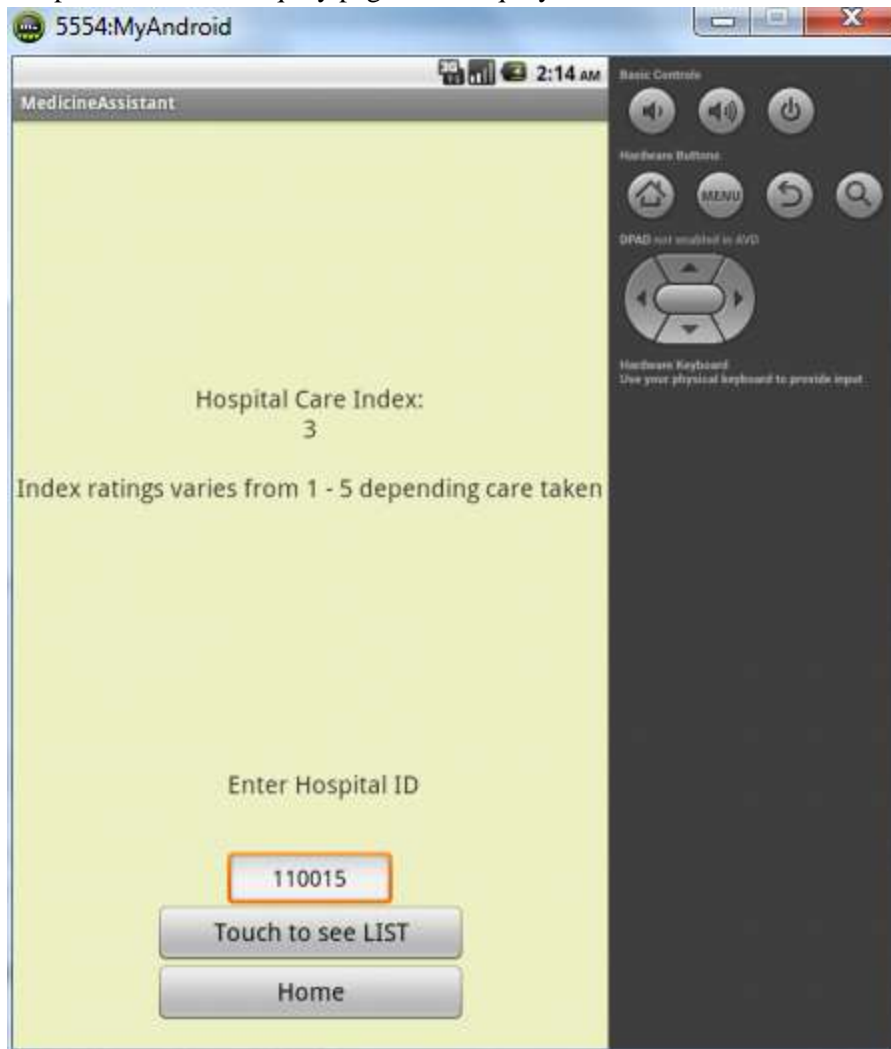 5554:MyAndroid
2:14 AM
MedicineAssistant
Hospital Care Index:
3
Index ratings varies from 1 - 5 depending care taken
Enter Hospital ID
110015
Touch to see LIST
Home
Basic Controls
Hardware Buttons
MENU
DPAD not enabled in AVD
Hardware Keyboard
Use your physical keyboard to provide input